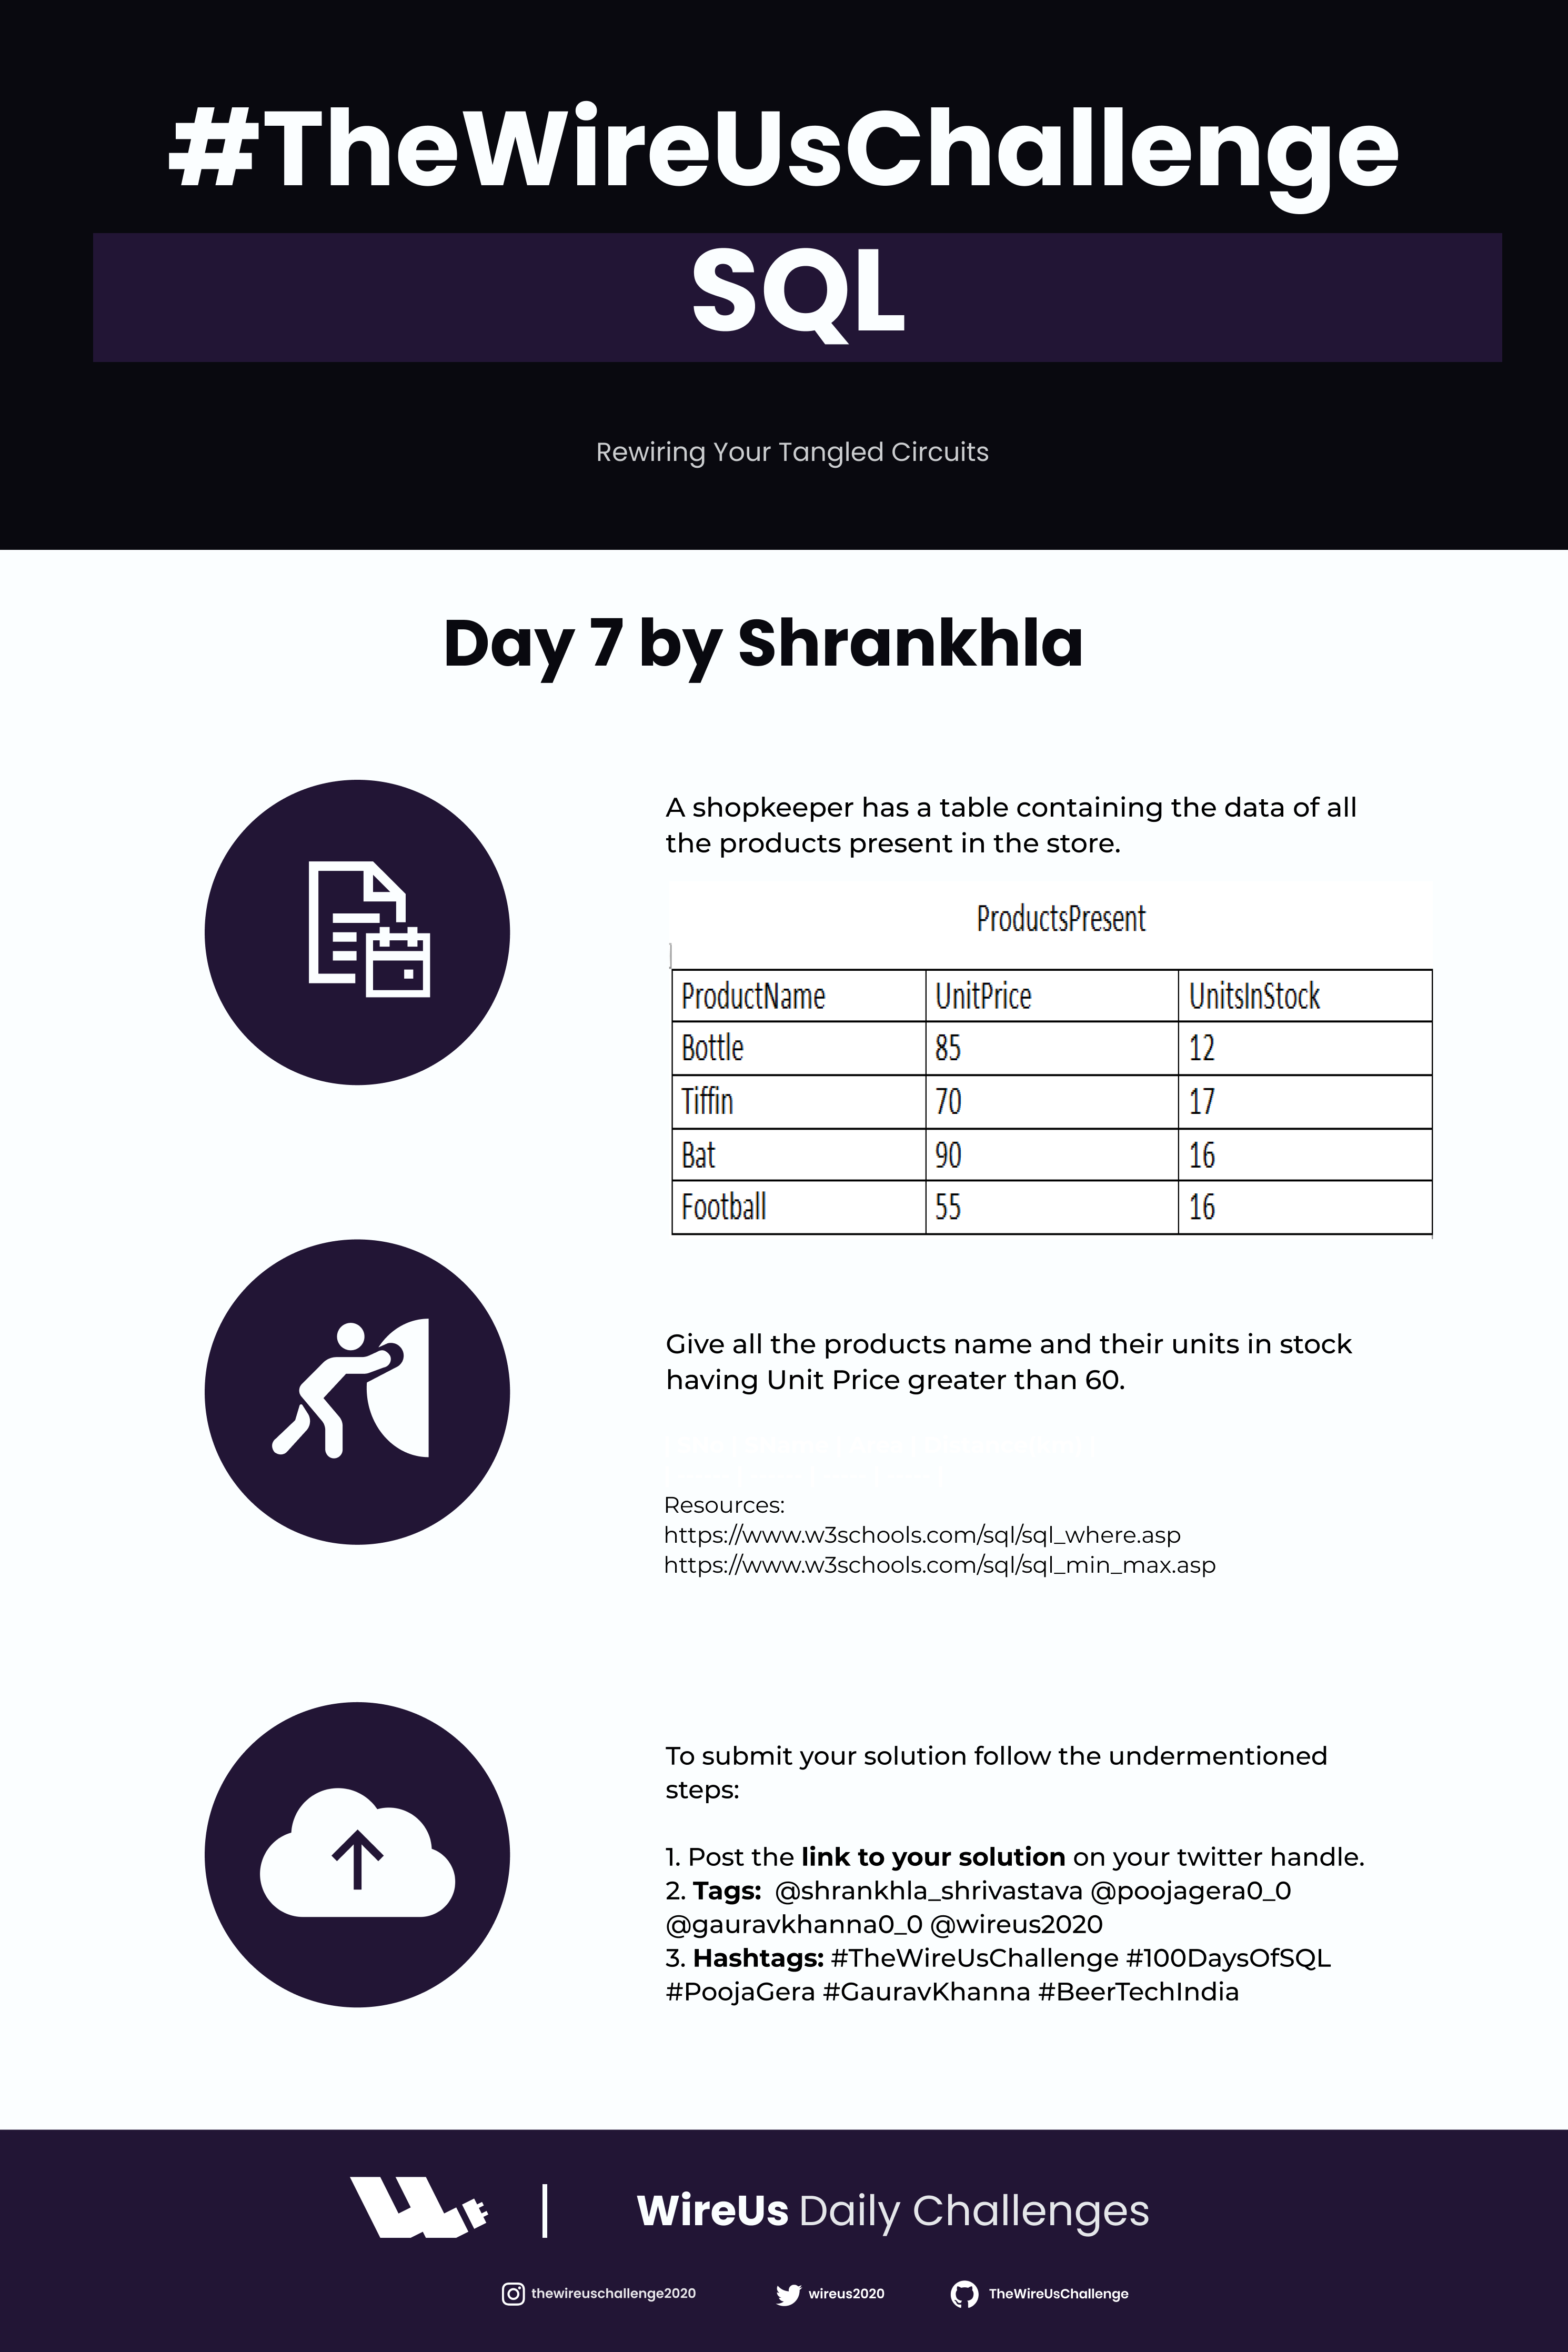 #TheWireUsChallenge
SQL
Rewiring Your Tangled Circuits
Day 7 by Shrankhla
A shopkeeper has a table containing the data of all
the products present in the store.
ProductsPresent
ProductName UnitPrice UnitsInStock
Bottle 85 12
Tiffin 70 17
Bat 90 16
Football 55 16
Give all the products name and their units in stock
having Unit Price greater than 60.
Resources:
https://www.w3schools.com/sql/sql_where.asp
https://www.w3schools.com/sql/sql_min_max.asp
To submit your solution follow the undermentioned
steps:
1. Post the link to your solution on your twitter handle.
2. Tags: @shrankhla_shrivastava @poojagera0_0
@gauravkhanna0_0 @wireus2020
3. Hashtags: #TheWireUsChallenge #100DaysOfSQL
#PoojaGera #GauravKhanna #BeerTechIndia
WireUs Daily Challenges
thewireuschallenge2020 wireus2020 TheWireUsChallenge